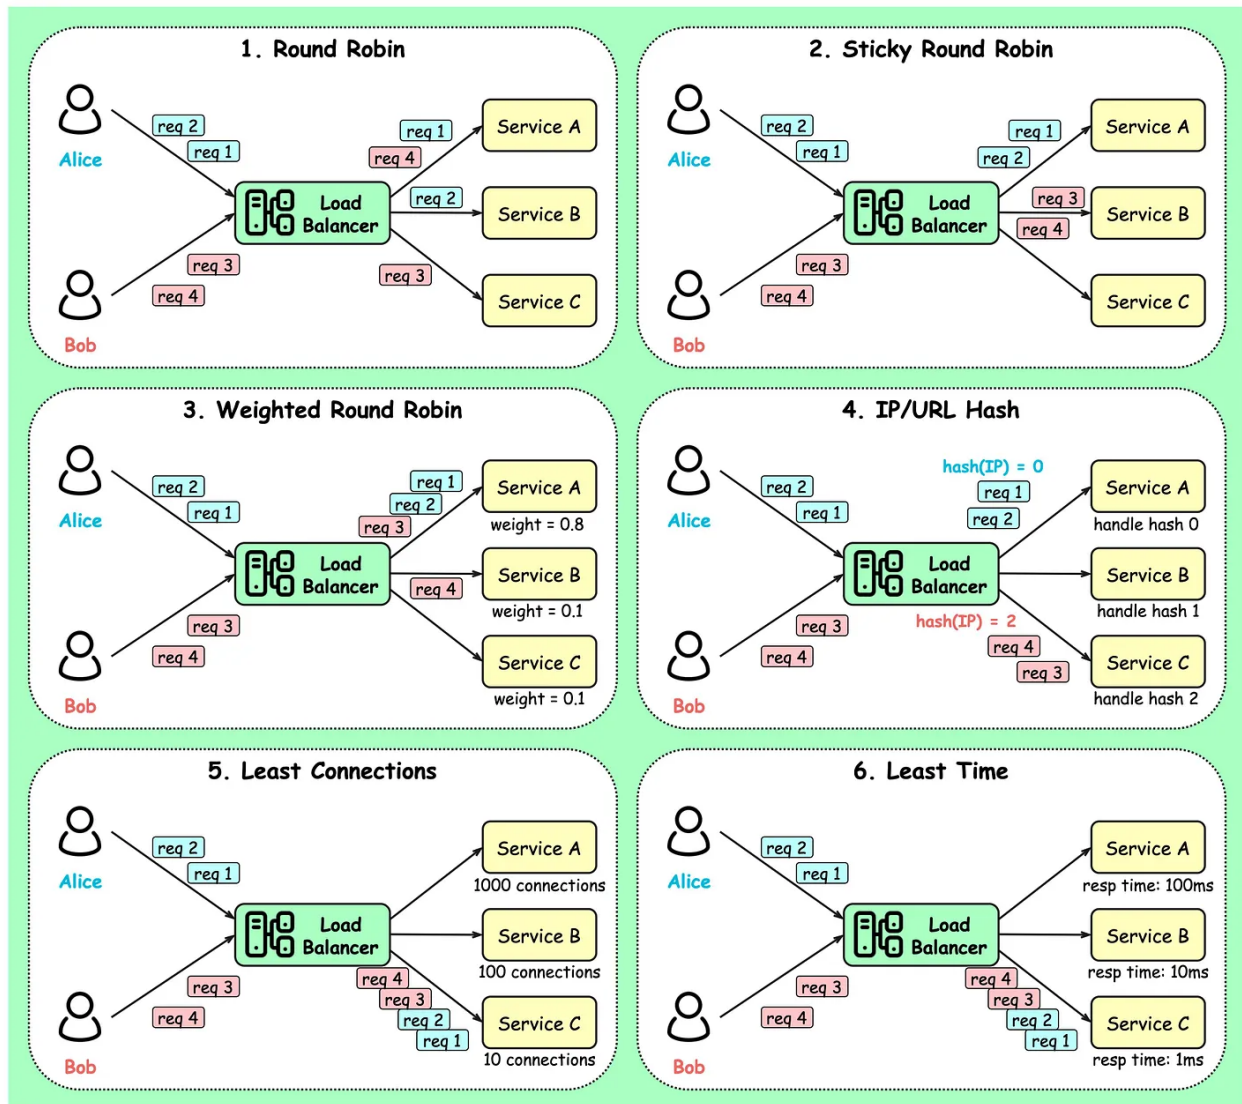 1. Round Robin
req 2
req 1
Alice
req 1
req 4
req 2
Load
Balancer
Service A
Service B
Service C
req 3
req 4
req 3
Bob
2. Sticky Round Robin
req 2
req 1
Alice
req 1
req 2
req 3
req 4
Load
Balancer
Service A
Service B
Service C
req 3
req 4
Bob
3. Weighted Round Robin
req 2
req 1
Alice
req 1
req 2
req 3
req 4
Load
Balancer
Service A
weight = 0.8
Service B
weight = 0.1
Service C
weight = 0.1
req 3
req 4
Bob
4. IP/URL Hash
req 2
req 1
Alice
hash(IP) = 0
req 1
req 2
Load
Balancer
Service A
handle hash 0
Service B
handle hash 1
Service C
handle hash 2
hash(IP) = 2
req 4
req 3
req 3
req 4
Bob
5. Least Connections
req 2
req 1
Alice
Load
Balancer
Service A
1000 connections
Service B
100 connections
Service C
10 connections
req 4
req 3
req 2
req 1
req 3
req 4
Bob
6. Least Time
req 2
req 1
Alice
Load
Balancer
Service A
resp time: 100ms
Service B
resp time: 10ms
Service C
resp time: 1ms
req 4
req 3
req 2
req 1
req 3
req 4
Bob